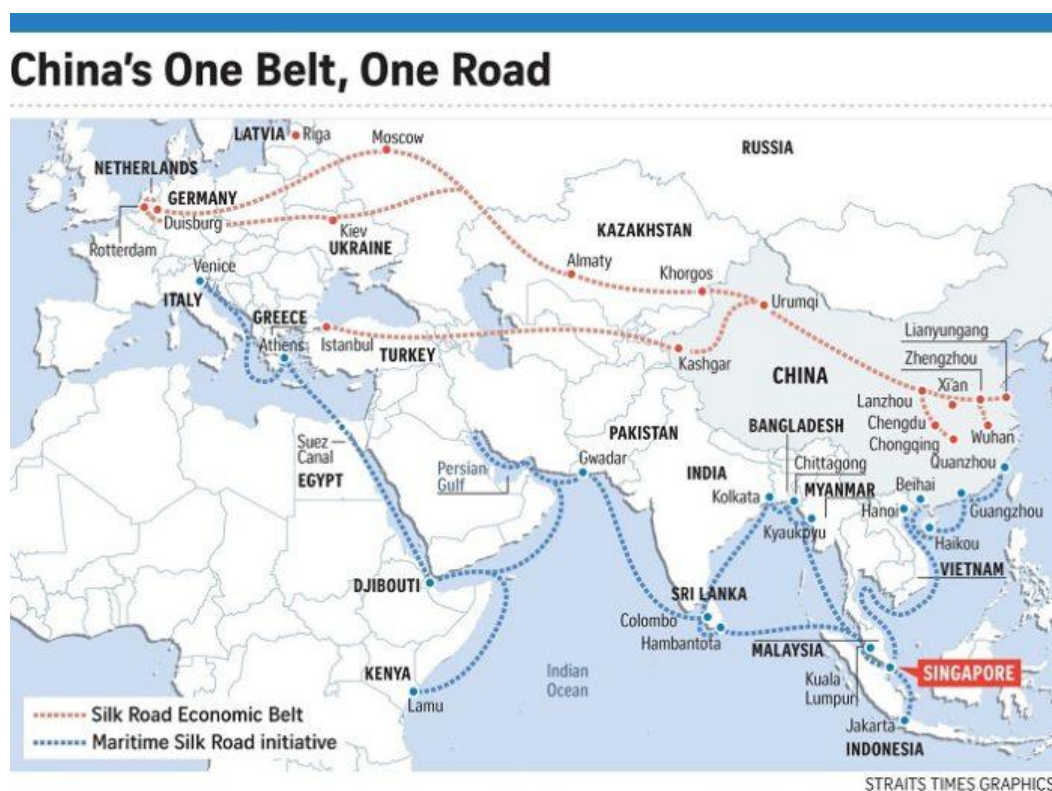 China's One Belt, One Road
LATVIA
Riga
Moscow
RUSSIA
NETHERLANDS
GERMANY
Duisburg
Kiev
UKRAINE
KAZAKHSTAN
Rotterdam
Venice
Almaty
Khorgos
Urumqi
ITALY
GREECE
Athens
Istanbul
TURKEY
Kashgar
Lianyungang
Zhengzhou
CHINA
Xi'an
Lanzhou
Chengdu
Chongqing
Wuhan
PAKISTAN
BANGLADESH
Suez
Canal
EGYPT
Persian
Gulf
Gwadar
INDIA
Chittagong
Quanzhou
Kolkata
MYANMAR
Beihai
Hanoi
Guangzhou
Kyaukpyu
Haikou
VIETNAM
DJIBOUTI
SRI LANKA
Colombo
Hambantota
MALAYSIA
KENYA
Lamu
Indian
Ocean
Kuala
Lumpur
SINGAPORE
Jakarta
INDONESIA
Silk Road Economic Belt
Maritime Silk Road initiative
STRAITS TIMES GRAPHICS